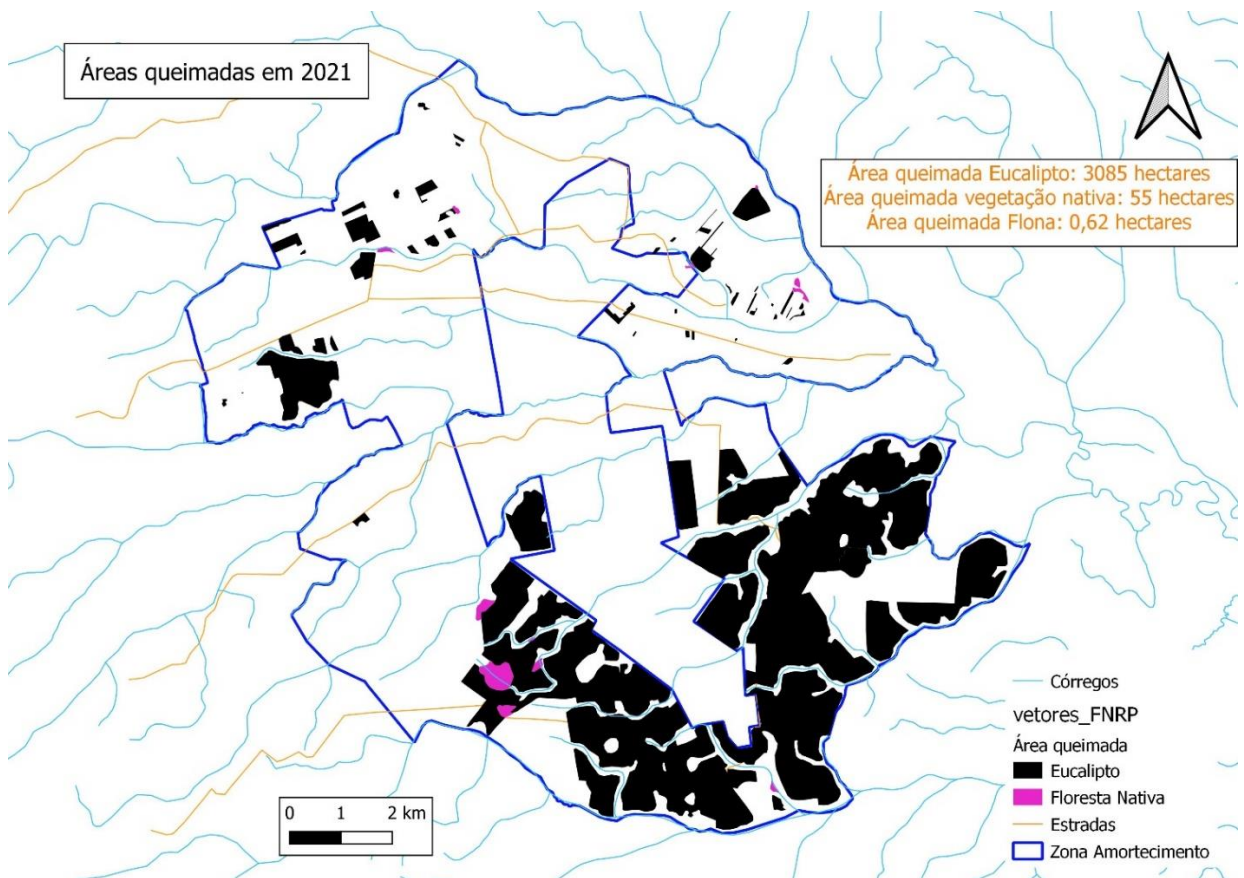 Áreas queimadas em 2021
Área queimada Eucalipto: 3085 hectares
Área queimada vegetação nativa: 55 hectares
Área queimada Flona: 0,62 hectares
Córregos
vetores_FNRP
Área queimada
Eucalipto
Floresta Nativa
Estradas
Zona Amortecimento
0 1 2 km